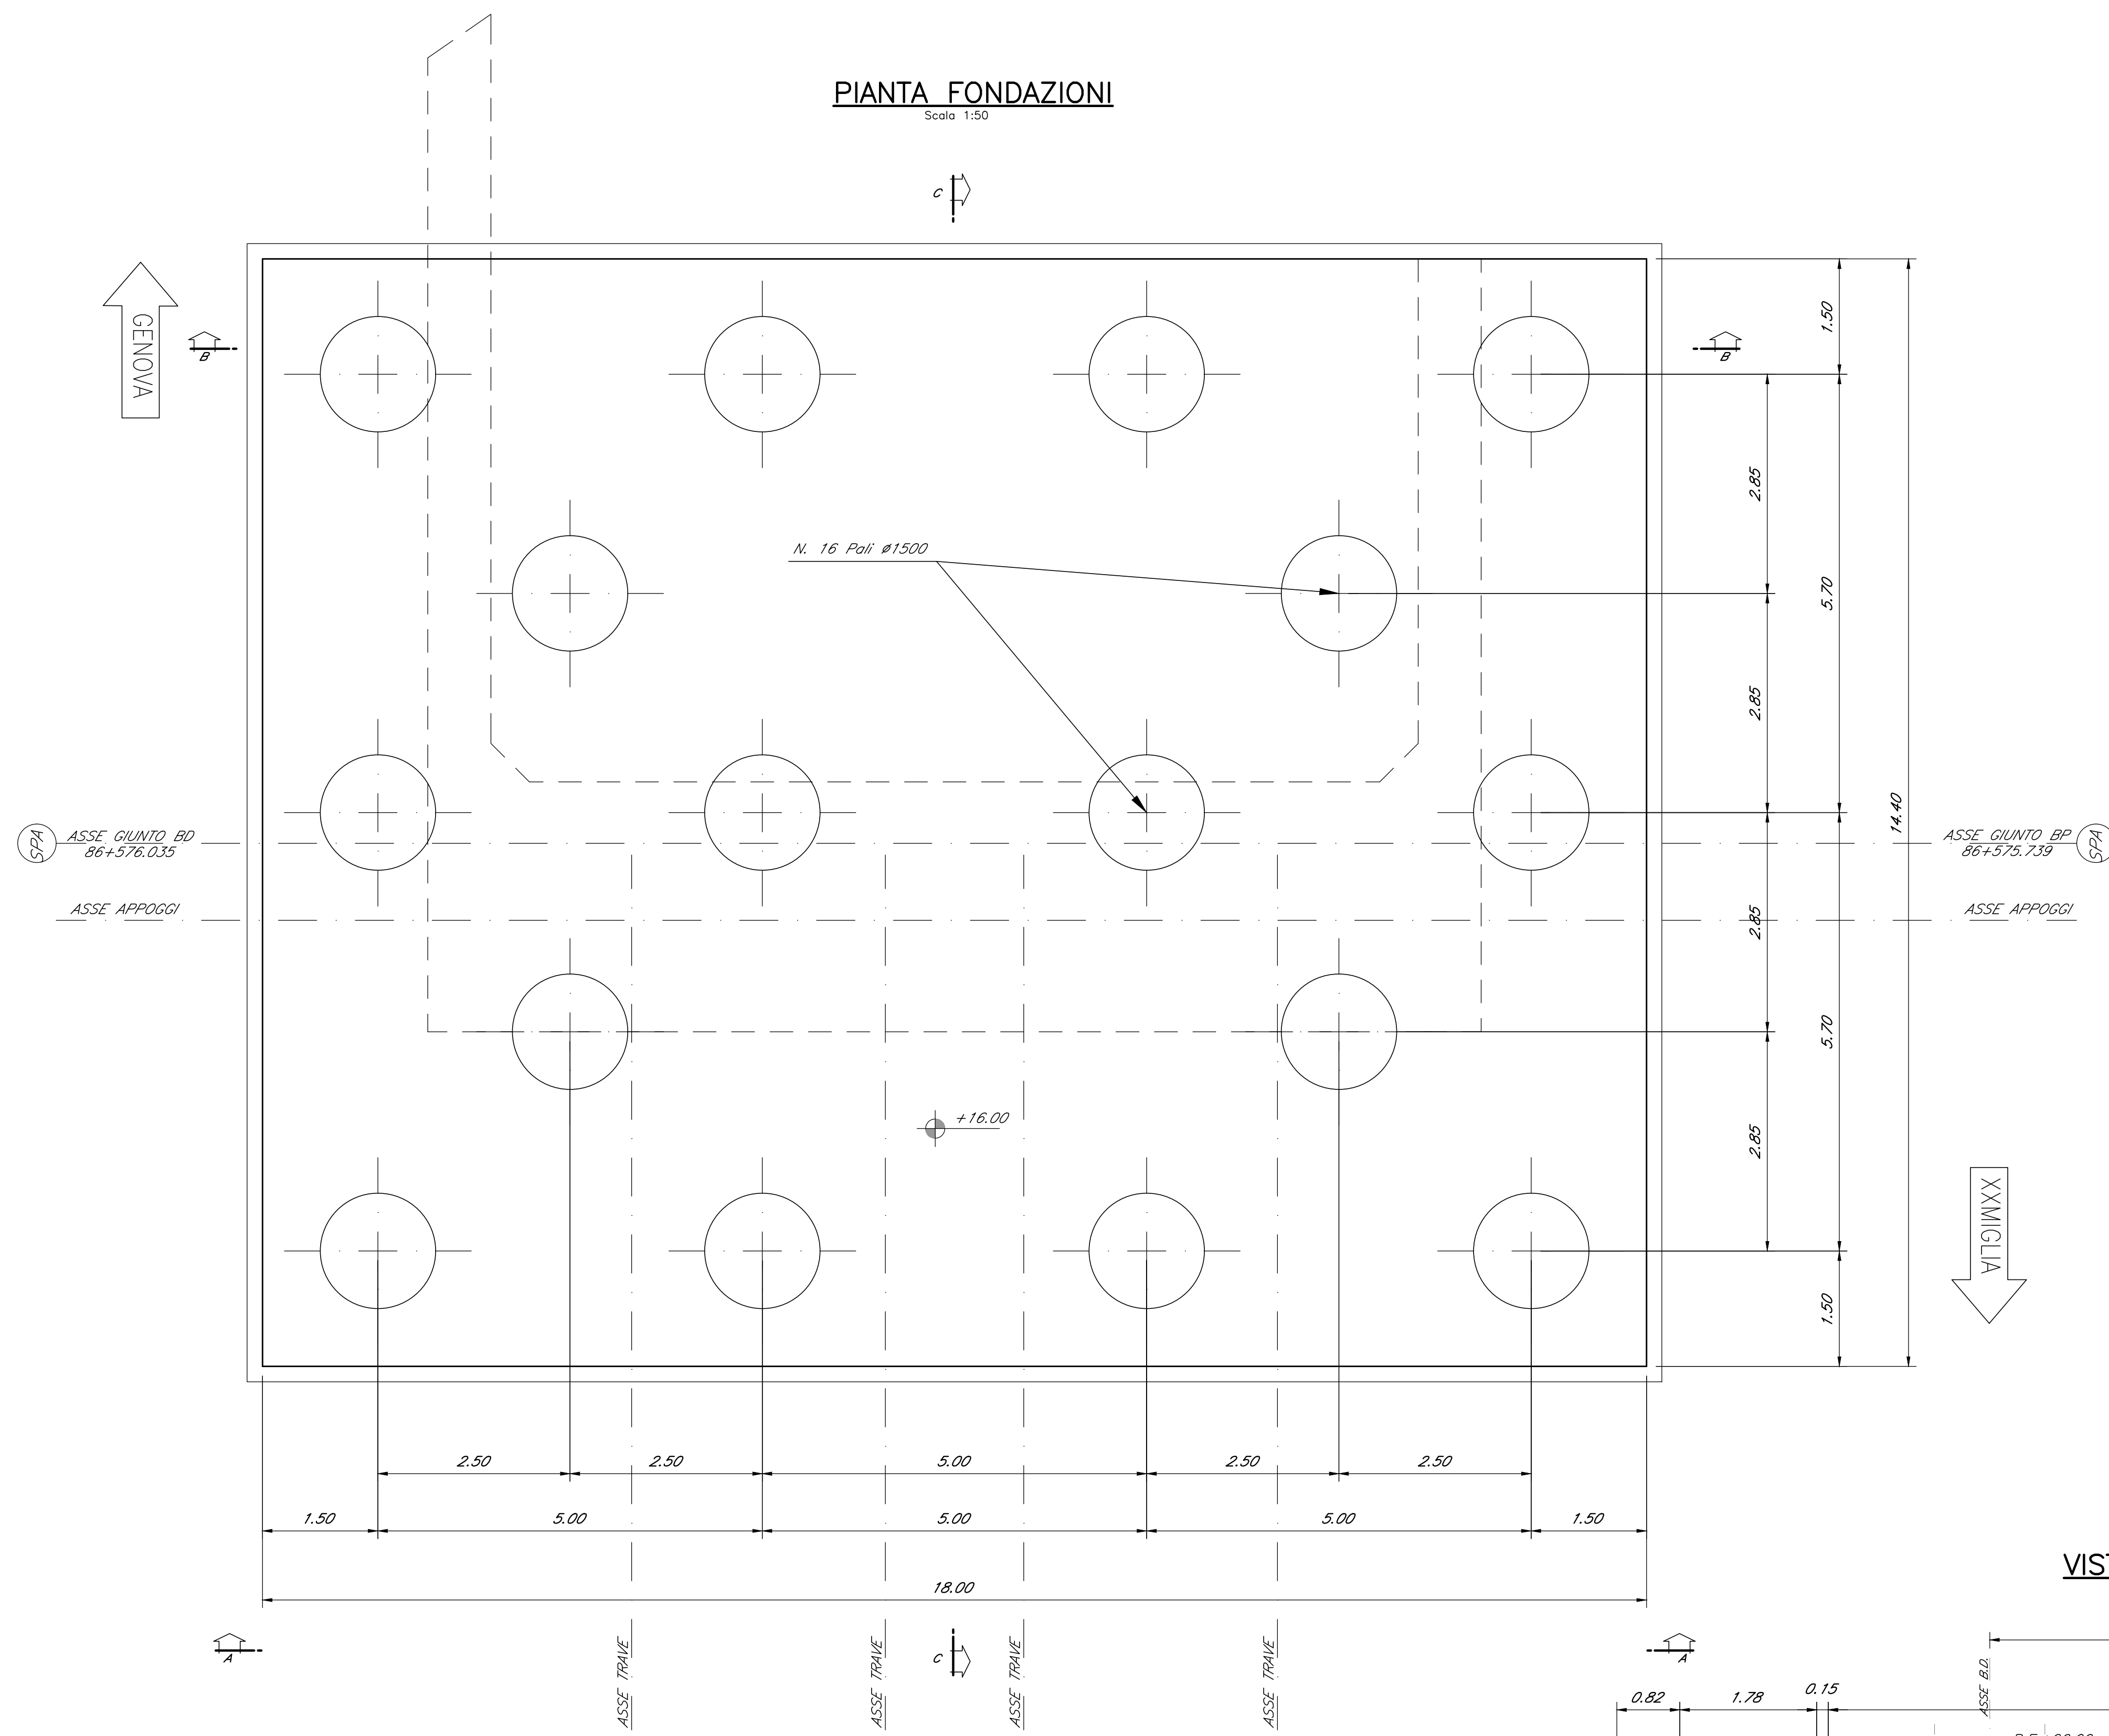 PIANTA FONDAZIONI
Scala 1:50
C
GENOVA
B
B
1.50
2.85
N. 16 Pali ø1500
5.70
2.85
14.40
SPA
ASSE GIUNTO BD
86+576.035
ASSE GIUNTO BP
86+575.739
SPA
ASSE APPOGGI
ASSE APPOGGI
2.85
5.70
+16.00
2.85
XXMIGLIA
1.50
2.50
2.50
5.00
2.50
2.50
1.50
5.00
5.00
5.00
1.50
18.00
A
ASSE TRAVE
ASSE TRAVE
C
ASSE TRAVE
ASSE TRAVE
A
ASSE B.D.
0.82
1.78
0.15